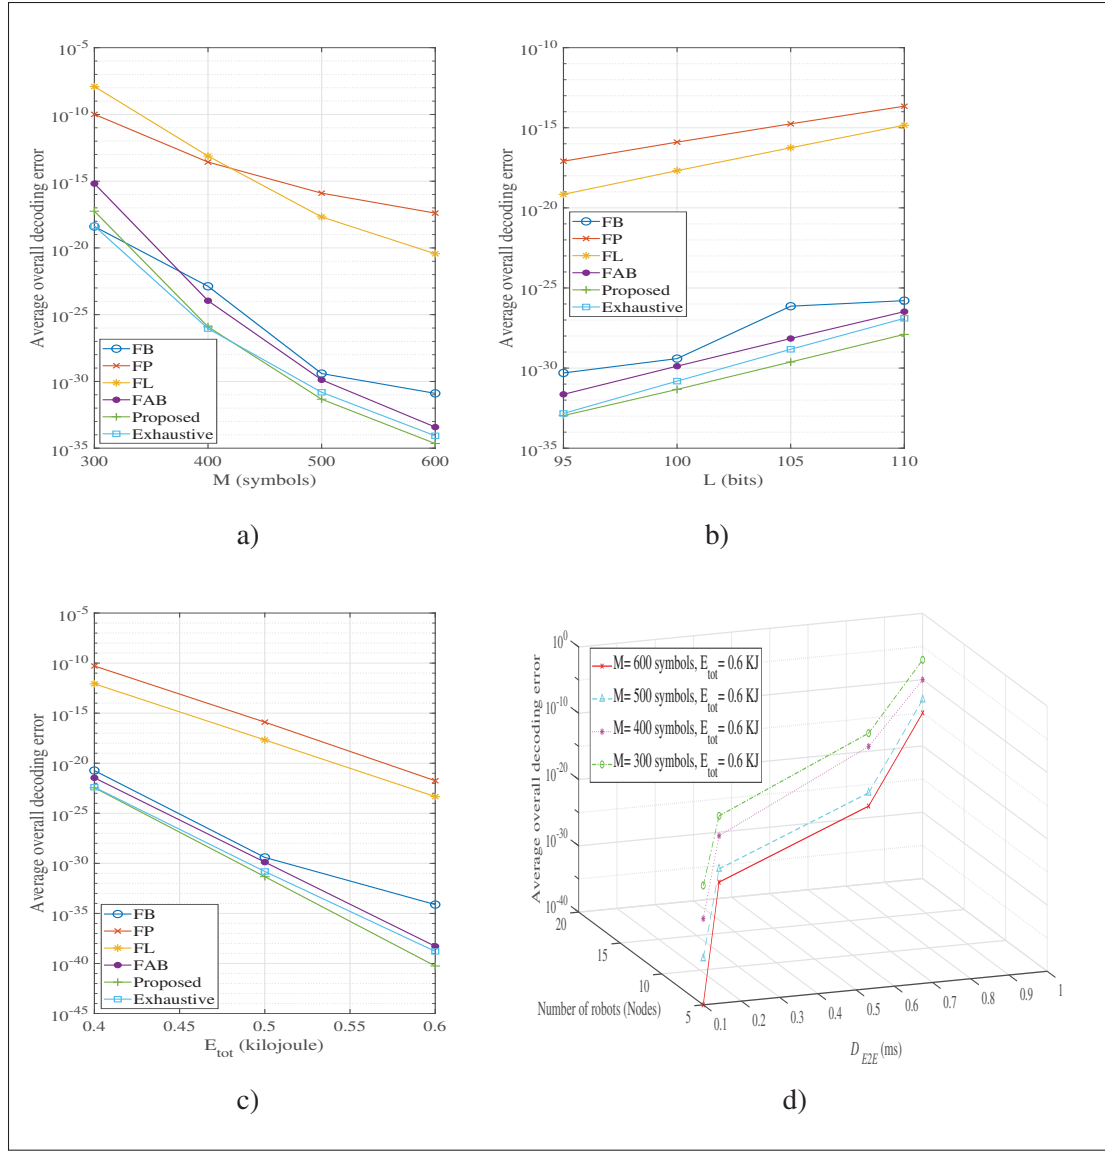 10^-5
10^-10
10^-15
10^-20
10^-25
10^-30
10^-35
Average overall decoding error
FB
FP
FL
FAB
Proposed
Exhaustive
300 400 500 600
M (symbols)
a)
10^-10
10^-15
10^-20
10^-25
10^-30
10^-35
Average overall decoding error
FB
FP
FL
FAB
Proposed
Exhaustive
95 100 105 110
L (bits)
b)
10^-5
10^-10
10^-15
10^-20
10^-25
10^-30
10^-35
10^-40
10^-45
Average overall decoding error
FB
FP
FL
FAB
Proposed
Exhaustive
0.4 0.45 0.5 0.55 0.6
E_tot (kilojoule)
c)
10^0
10^-10
10^-20
10^-30
10^-40
Average overall decoding error
M= 600 symbols, E_tot= 0.6 KJ
M= 500 symbols, E_tot= 0.6 KJ
M= 400 symbols, E_tot= 0.6 KJ
M= 300 symbols, E_tot= 0.6 KJ
20
15
10
5
Number of robots (Nodes)
0.1 0.2 0.3 0.4 0.5 0.6 0.7 0.8 0.9 1
D_E2E (ms)
d)